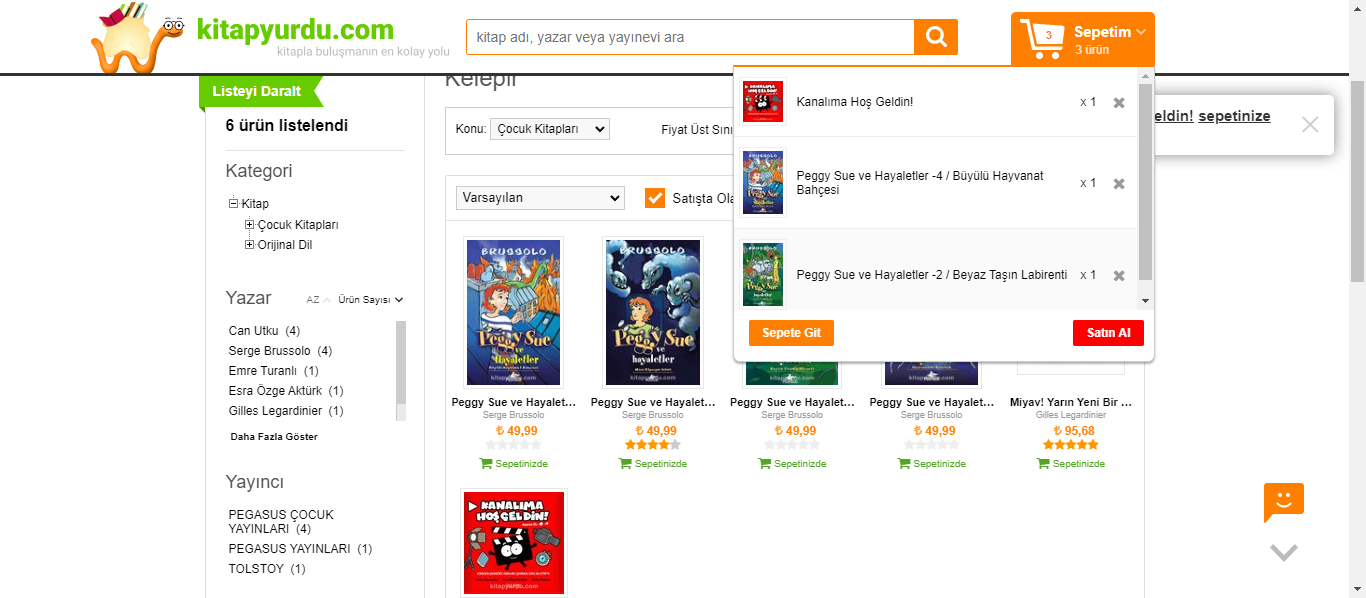 kitapyurdu.com
kitapla buluşmanın en kolay yolu
kitap adı, yazar veya yayınevi ara
3
Sepetim
3 ürün
Listeyi Daralt
6 ürün listelendi
Kategori
Kitap
Çocuk Kitapları
Orijinal Dil
Yazar
AZ
Ürün Sayısı
Can Utku (4)
Serge Brussolo (4)
Emre Turanlı (1)
Esra Özge Aktürk (1)
Gilles Legardinier (1)
Daha Fazla Göster
Yayıncı
PEGASUS ÇOCUK
YAYINLARI (4)
PEGASUS YAYINLARI (1)
TOLSTOY (1)
Kelepir
Konu:
Çocuk Kitapları
Fiyat Üst Sını
Varsayılan
Satışta Ola
Kanalıma Hoş Geldin!
x 1
Peggy Sue ve Hayaletler -4 / Büyülü Hayvanat
Bahçesi
x 1
Peggy Sue ve Hayaletler -2 / Beyaz Taşın Labirenti
x 1
Sepete Git
Satın Al
eldin! sepetinize
BRUSSOLO
Peggy Sue
ve
hayaletler
kitapyurdu.com
BRUSSOLO
Peggy Sue
ve
hayaletler
kitapyurdu.com
kitapyurdu.com
kitapyurdu.com
Peggy Sue ve Hayalet...
Serge Brussolo
₺ 49,99
Sepetinizde
Peggy Sue ve Hayalet...
Serge Brussolo
₺ 49,99
Sepetinizde
Peggy Sue ve Hayalet...
Serge Brussolo
₺ 49,99
Sepetinizde
Peggy Sue ve Hayalet...
Serge Brussolo
₺ 49,99
Sepetinizde
Miyav! Yarın Yeni Bir ...
Gilles Legardinier
₺ 95,68
Sepetinizde
KANALIMA
HOŞ GELDİN!
kitapyurdu.com